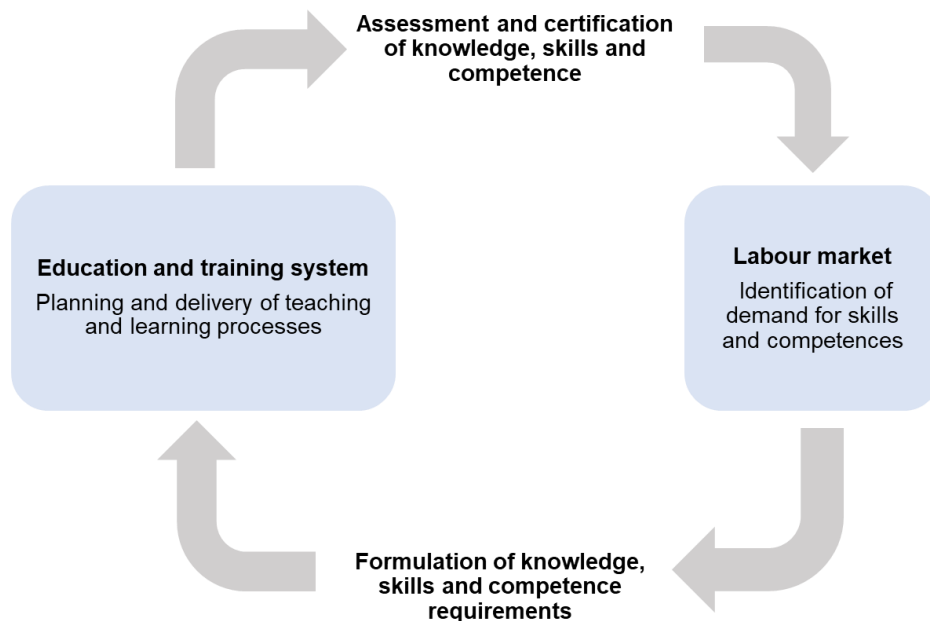 Assessment and certification
of knowledge, skills and
competence
Education and training system
Planning and delivery of teaching
and learning processes
Labour market
Identification of
demand for skills
and competences
Formulation of knowledge,
skills and competence
requirements